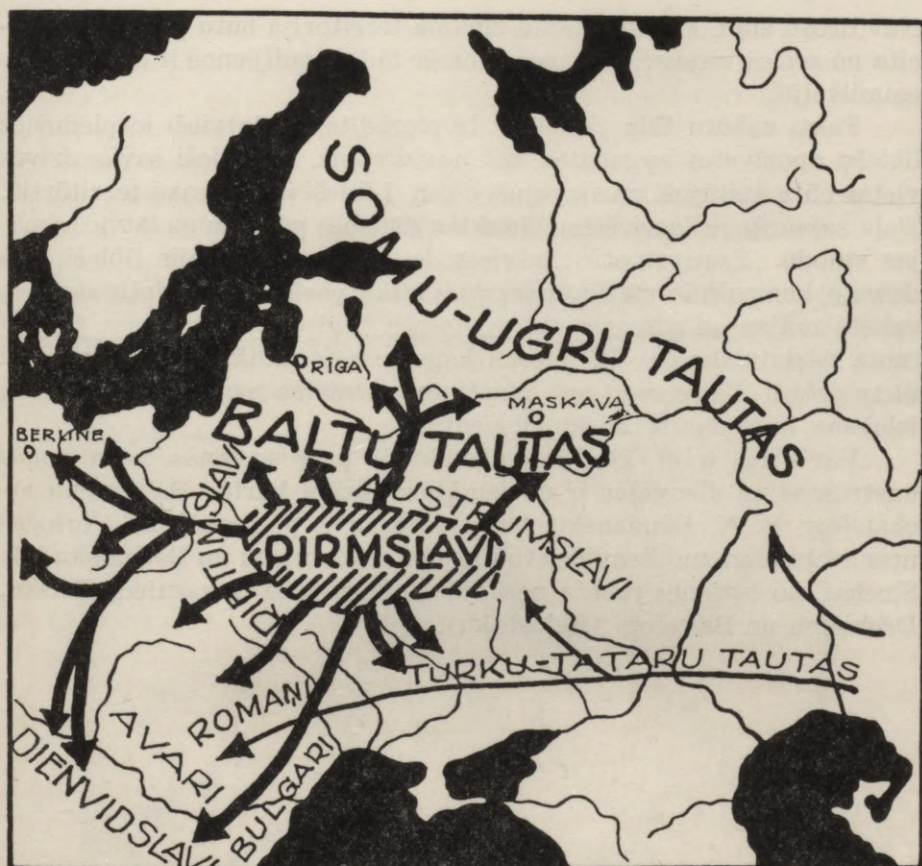 SOMU-UGRU TAUTAS
RĪGA
MASKAVA
BERLĪNE
BALTU TAUTAS
RIETUMSLAVI
AUSTRUMSLAVI
PIRMSLAVI
TURKU-TATARU TAUTAS
ROMAŅI
AVARI
BULGARI
DIENVIDSLAVI